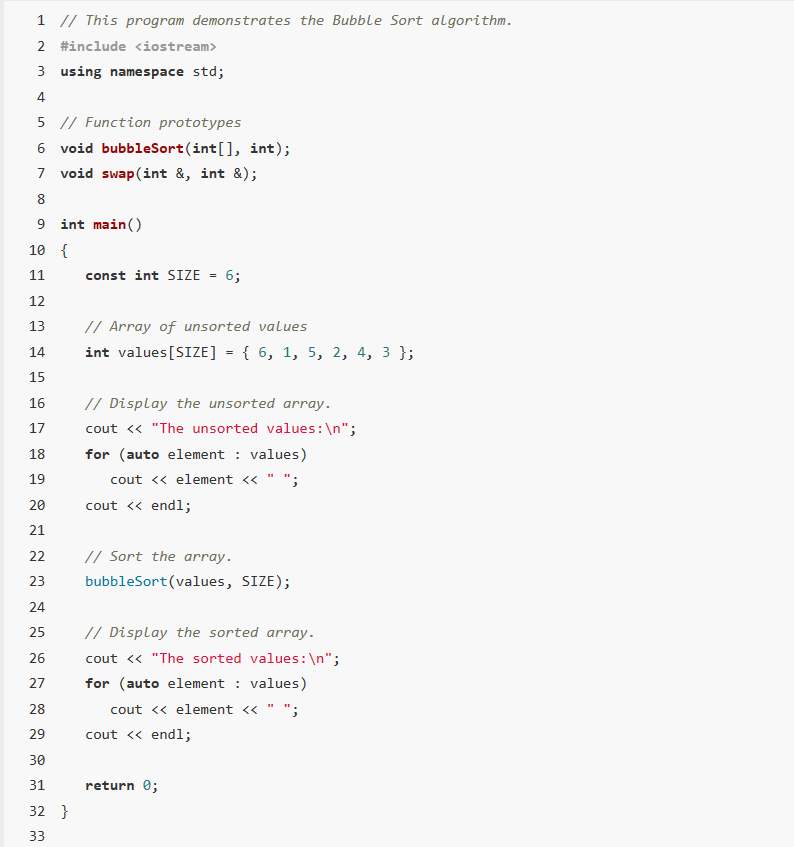 1 // This program demonstrates the Bubble Sort algorithm.
2 #include <iostream>
3 using namespace std;
4
5 // Function prototypes
6 void bubbleSort(int[], int);
7 void swap(int &, int &);
8
9 int main()
10 {
11    const int SIZE = 6;
12
13    // Array of unsorted values
14    int values[SIZE] = { 6, 1, 5, 2, 4, 3 };
15
16    // Display the unsorted array.
17    cout << "The unsorted values:\n";
18    for (auto element : values)
19       cout << element << " ";
20    cout << endl;
21
22    // Sort the array.
23    bubbleSort(values, SIZE);
24
25    // Display the sorted array.
26    cout << "The sorted values:\n";
27    for (auto element : values)
28       cout << element << " ";
29    cout << endl;
30
31    return 0;
32 }
33